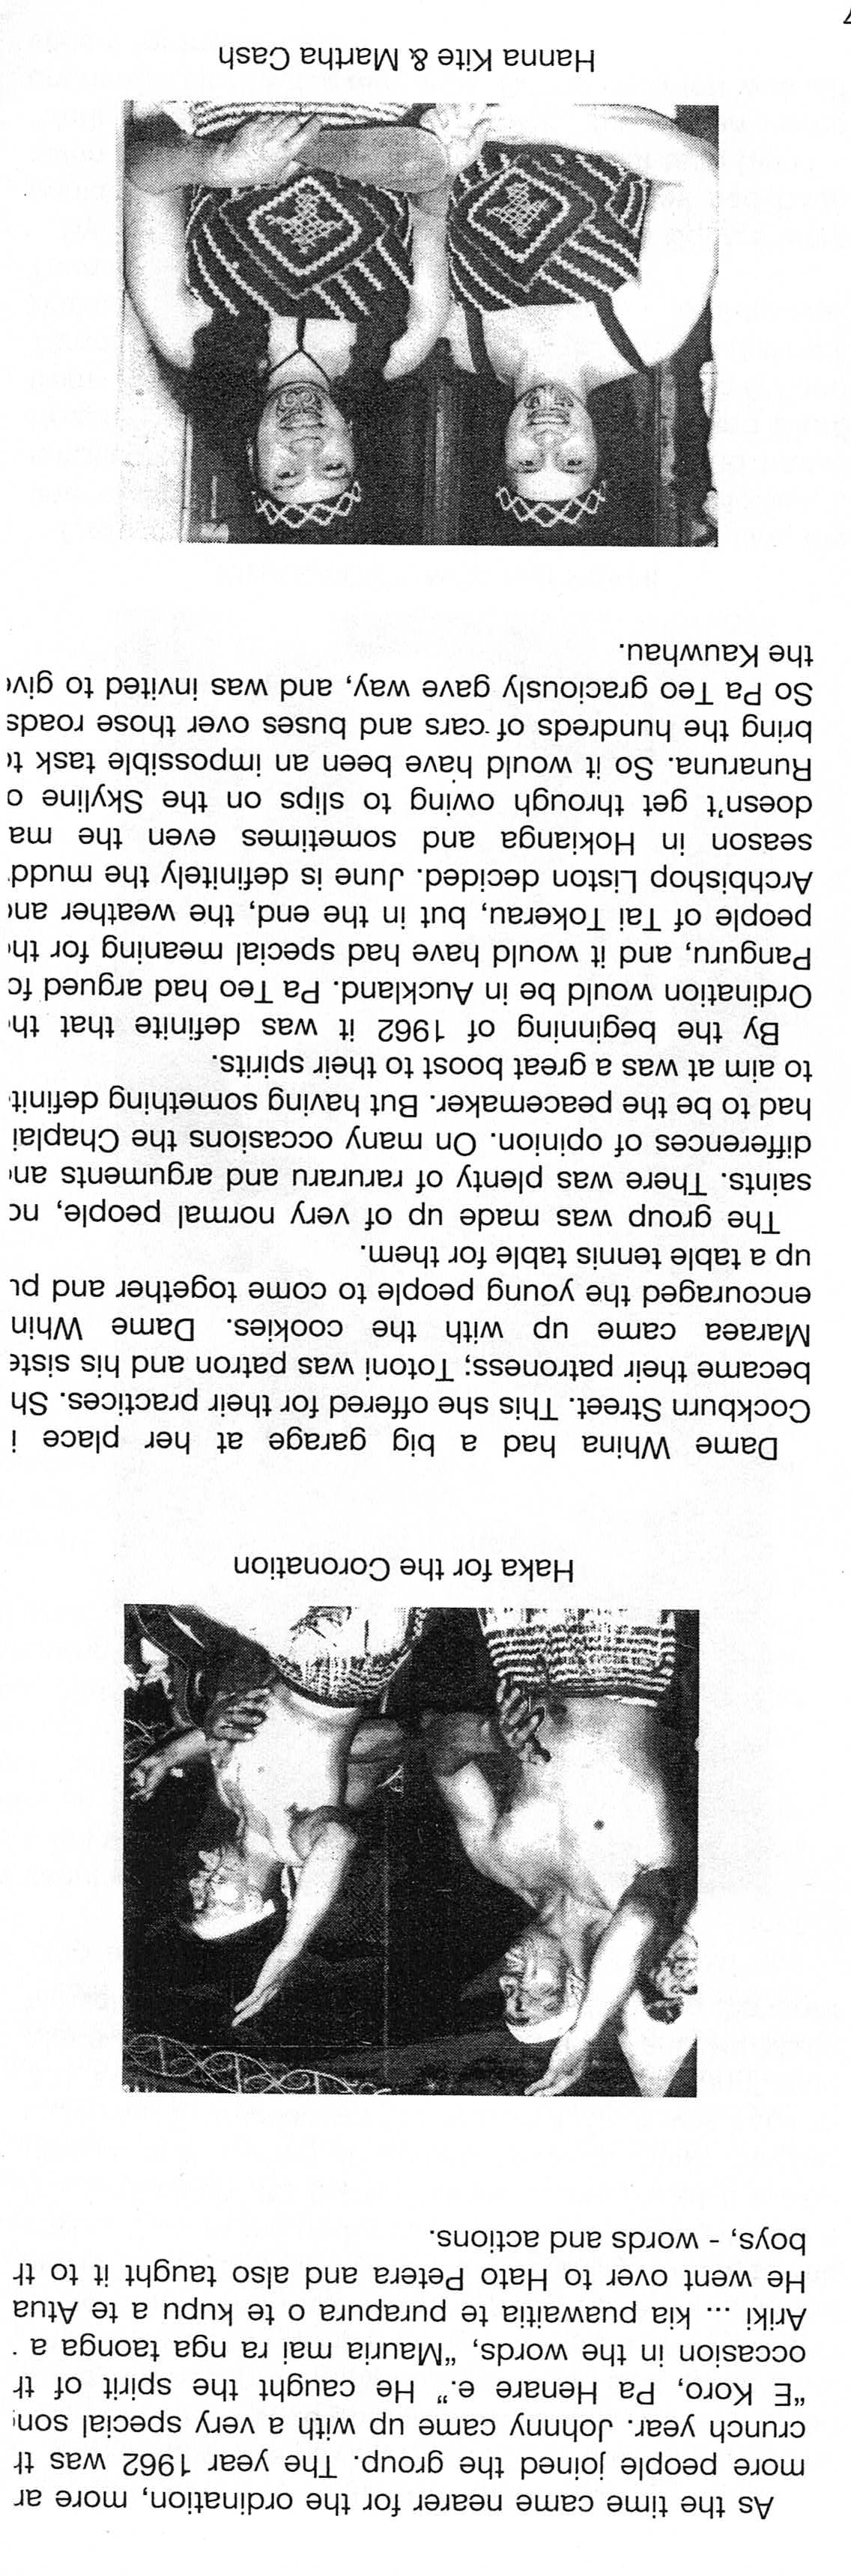 As the time came nearer for the ordination, more ar
more people joined the group. The year 1962 was th
crunch year. Johnny came up with a very special song
“E Koro, Pa Henare e.” He caught the spirit of th
occasion in the words, “Mauria mai ra nga taonga a
Ariki ... kia puawaitia te purapura o te kupu a te Atua
He went over to Hato Petera and also taught it to th
boys, - words and actions.
Haka for the Coronation
Dame Whina had a big garage at her place i
Cockburn Street. This she offered for their practices. Sh
became their patroness; Totoni was patron and his siste
Maraea came up with the cookies. Dame Whin
encouraged the young people to come together and pu
up a table tennis table for them.
The group was made up of very normal people, no
saints. There was plenty of raruraru and arguments an
differences of opinion. On many occasions the Chaplai
had to be the peacemaker. But having something definit
to aim at was a great boost to their spirits.
By the beginning of 1962 it was definite that th
Ordination would be in Auckland. Pa Teo had argued fo
Panguru, and it would have had special meaning for th
people of Tai Tokerau, but in the end, the weather an
Archbishop Liston decided. June is definitely the mudd
season in Hokianga and sometimes even the ma
doesn’t get through owing to slips on the Skyline o
Runaruna. So it would have been an impossible task to
bring the hundreds of cars and buses over those roads
So Pa Teo graciously gave way, and was invited to give
the Kauwhau.
Hanna Kite & Martha Cash
7